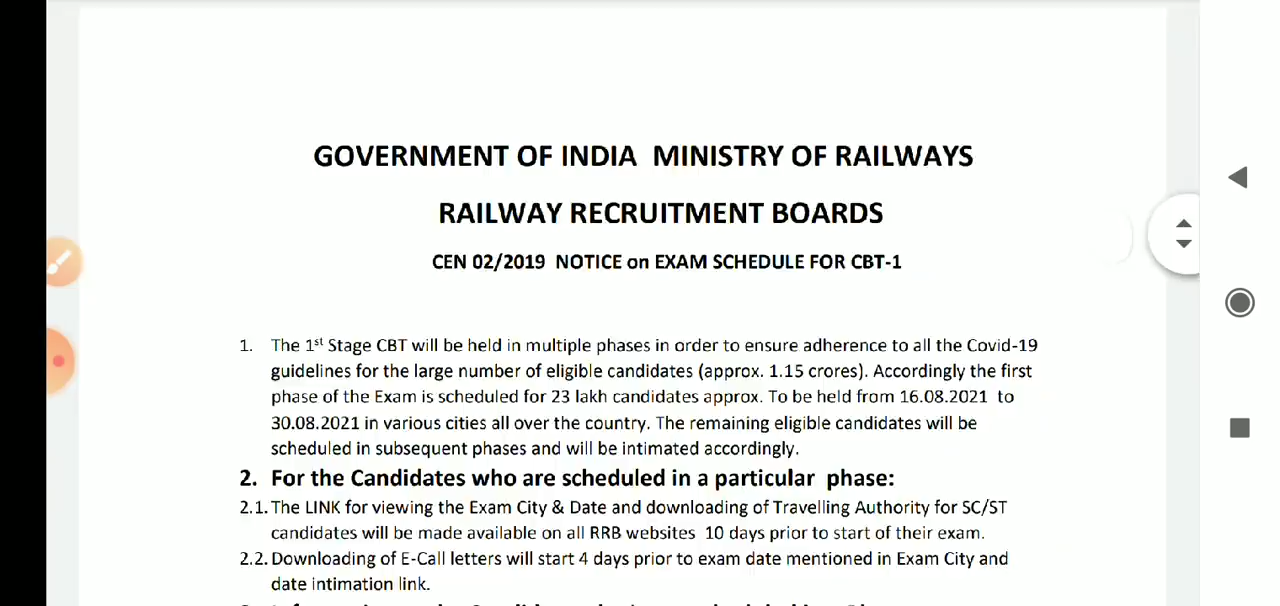 GOVERNMENT OF INDIA MINISTRY OF RAILWAYS
RAILWAY RECRUITMENT BOARDS
CEN 02/2019 NOTICE on EXAM SCHEDULE FOR CBT-1
1. The 1st Stage CBT will be held in multiple phases in order to ensure adherence to all the Covid-19
guidelines for the large number of eligible candidates (approx. 1.15 crores). Accordingly the first
phase of the Exam is scheduled for 23 lakh candidates approx. To be held from 16.08.2021 to
30.08.2021 in various cities all over the country. The remaining eligible candidates will be
scheduled in subsequent phases and will be intimated accordingly.
2. For the Candidates who are scheduled in a particular phase:
2.1. The LINK for viewing the Exam City & Date and downloading of Travelling Authority for SC/ST
candidates will be made available on all RRB websites 10 days prior to start of their exam.
2.2. Downloading of E-Call letters will start 4 days prior to exam date mentioned in Exam City and
date intimation link.